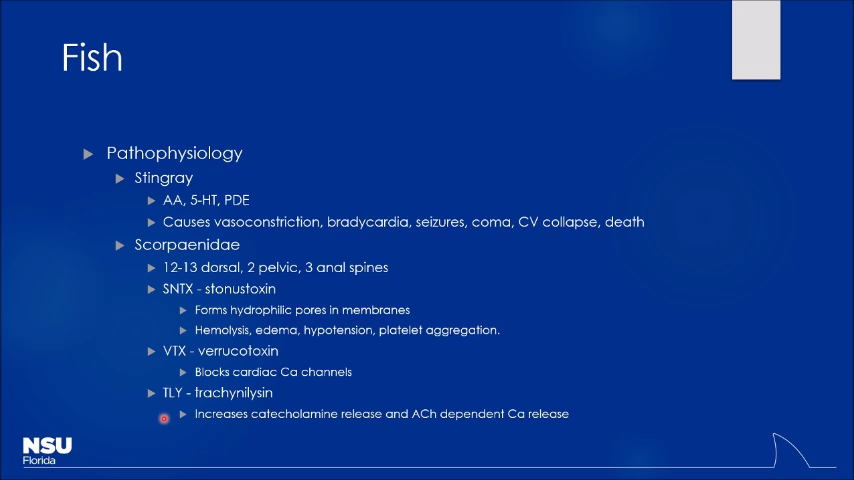 Fish
Pathophysiology
Stingray
AA, 5-HT, PDE
Causes vasoconstriction, bradycardia, seizures, coma, CV collapse, death
Scorpaenidae
12-13 dorsal, 2 pelvic, 3 anal spines
SNTX - stonustoxin
Forms hydrophilic pores in membranes
Hemolysis, edema, hypotension, platelet aggregation.
VTX - verrucotoxin
Blocks cardiac Ca channels
TLY - trachynilysin
Increases catecholamine release and ACh dependent Ca release
NSU
Florida